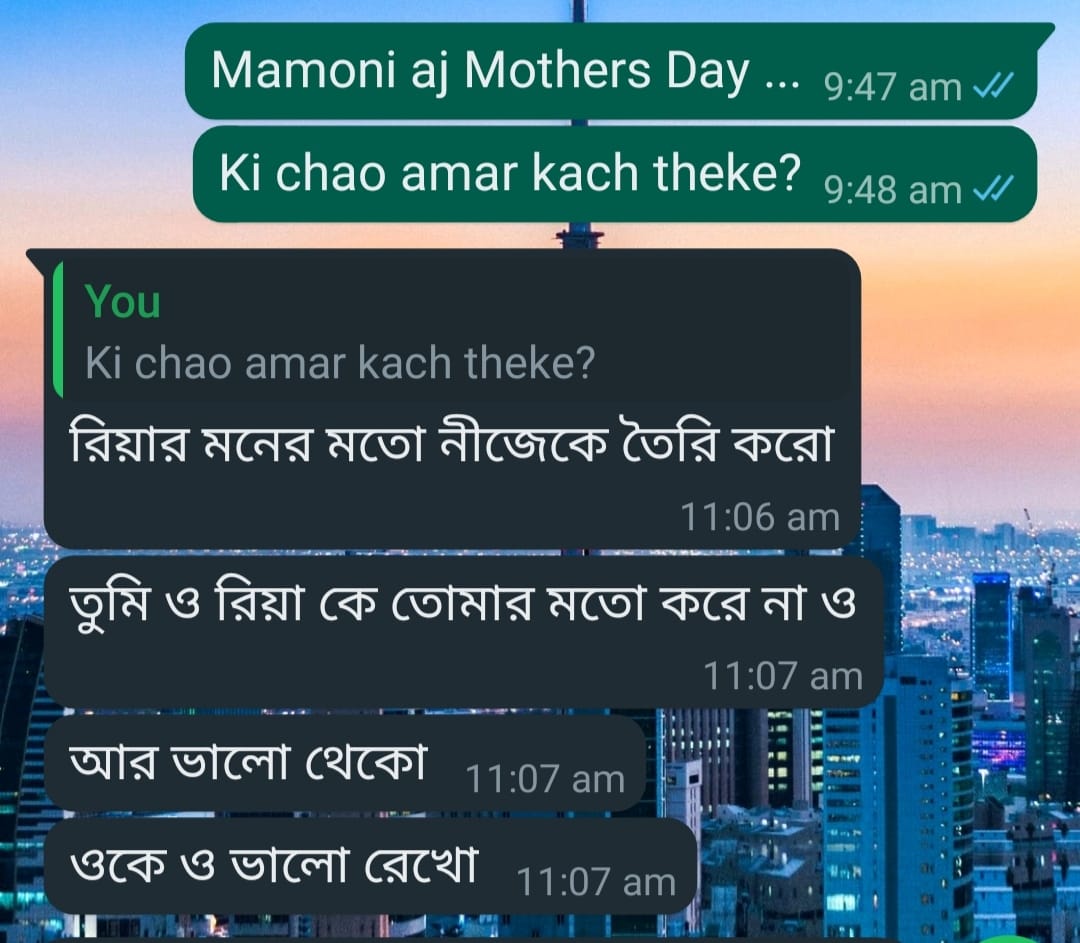 Mamoni aj Mothers Day ... 9:47 am
Ki chao amar kach theke? 9:48 am
You
Ki chao amar kach theke?
রিয়ার মনের মতো নীজেকে তৈরি করো
11:06 am
তুমি ও রিয়া কে তোমার মতো করে না ও
11:07 am
আর ভালো থেকো 11:07 am
ওকে ও ভালো রেখো 11:07 am